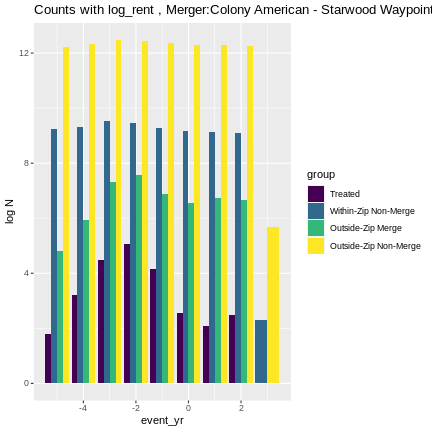 Counts with log_rent , Merger:Colony American - Starwood Waypoint
12
8
4
0
log N
-4
-2
0
2
event_yr
group
Treated
Within-Zip Non-Merge
Outside-Zip Merge
Outside-Zip Non-Merge